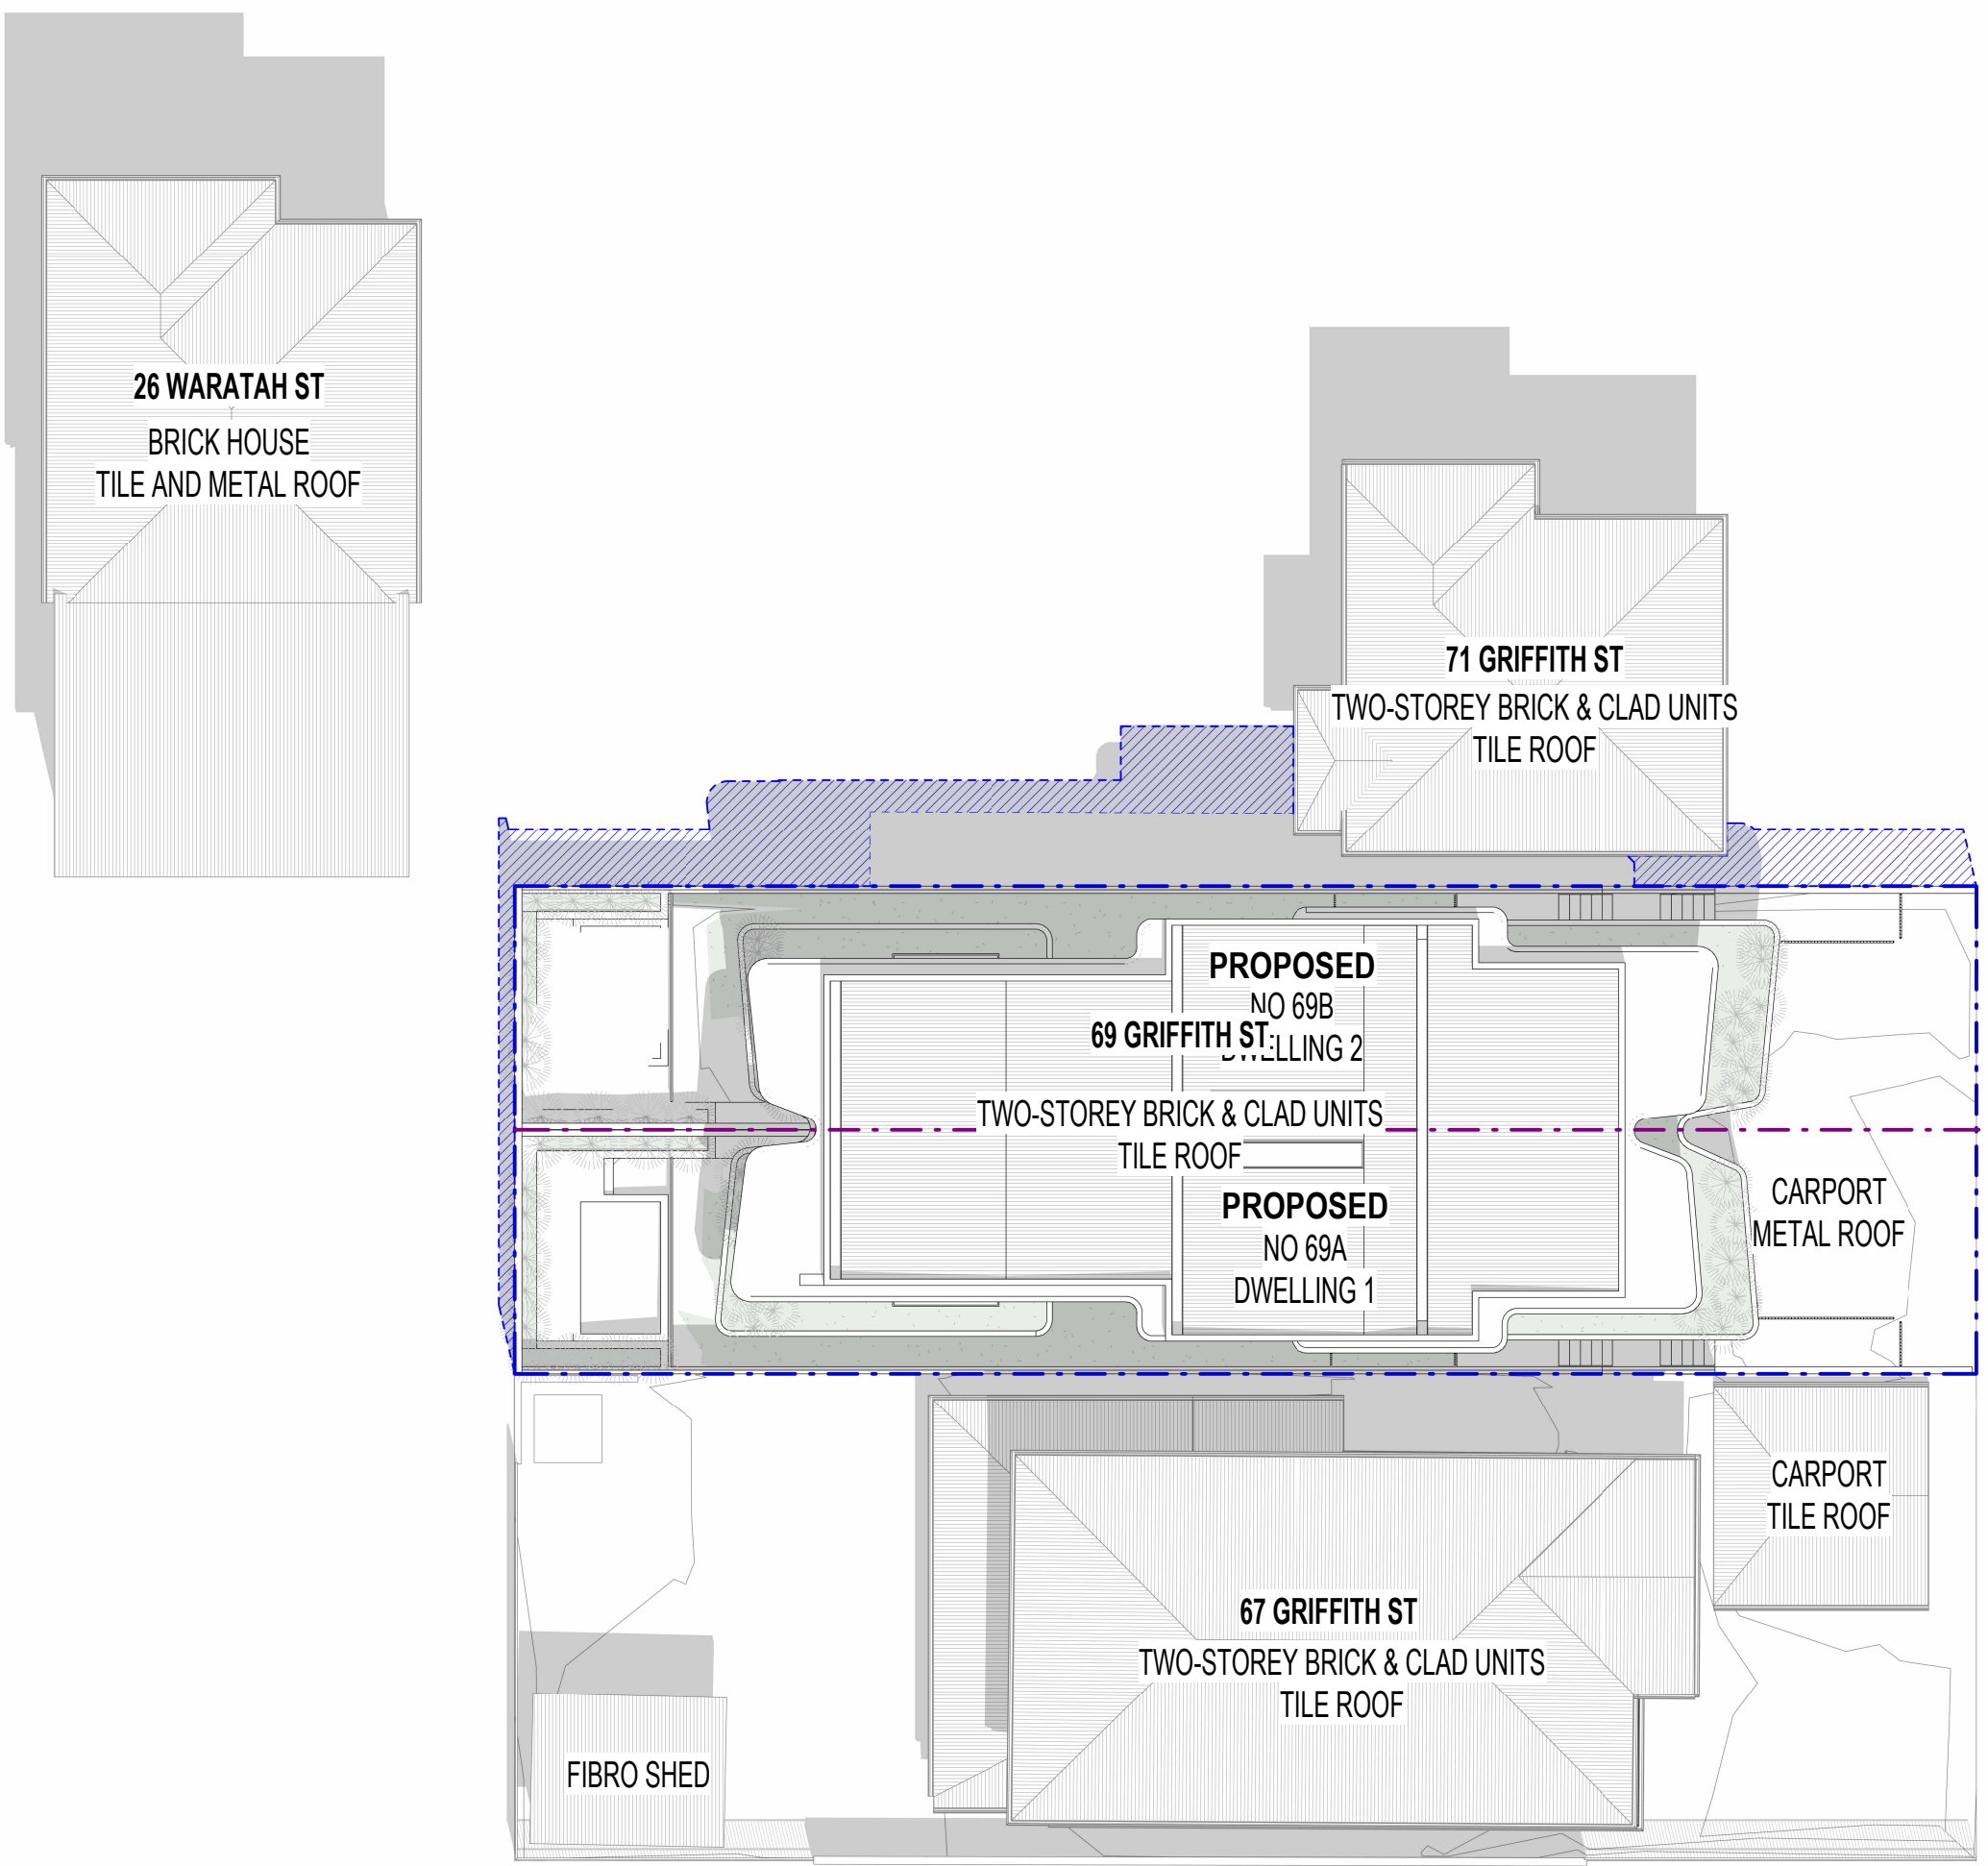 26 WARATAH ST
BRICK HOUSE
TILE AND METAL ROOF
71 GRIFFITH ST
TWO-STOREY BRICK & CLAD UNITS
TILE ROOF
PROPOSED
NO 69B
DWELLING 2
69 GRIFFITH ST
TWO-STOREY BRICK & CLAD UNITS
TILE ROOF
PROPOSED
NO 69A
DWELLING 1
CARPORT
METAL ROOF
CARPORT
TILE ROOF
67 GRIFFITH ST
TWO-STOREY BRICK & CLAD UNITS
TILE ROOF
FIBRO SHED